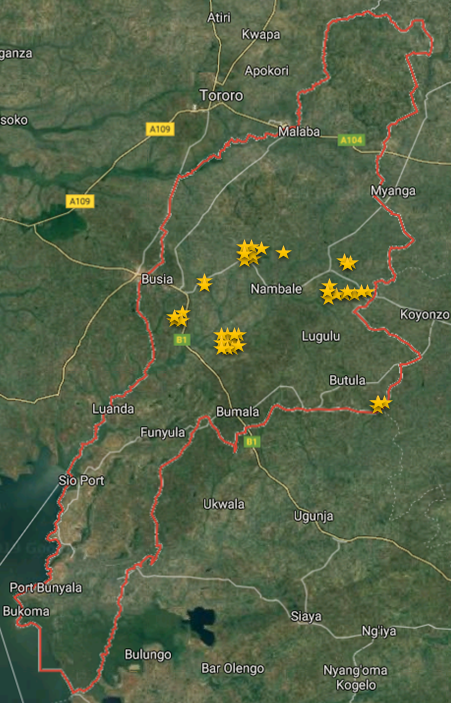 Atiri
Kwapa
ganza
Apokori
Tororo
soko
A109
Malaba
A104
Myanga
A109
Busia
Nambale
Koyonzo
B1
Lugulu
Butula
Luanda
Bumala
Funyula
B1
Sio Port
Ukwala
Ugunja
Port Bunyala
Bukoma
Siaya
Ng'iya
Bulungo
Bar Olengo
Nyang'oma
Kogelo